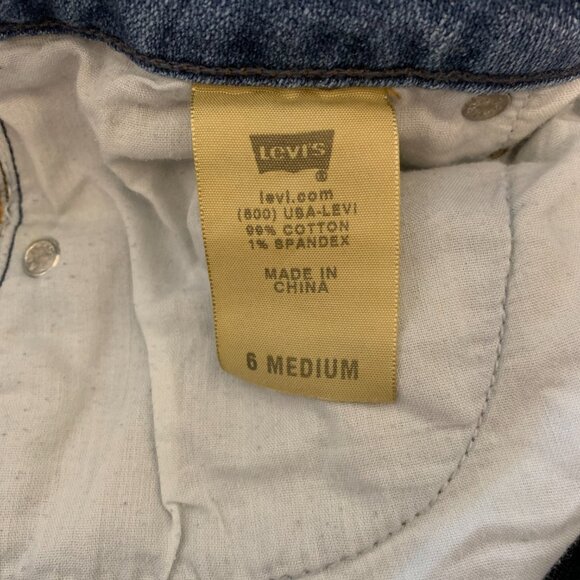 LEVI'S
®
levi.com
(800) USA-LEVI
99% COTTON
1% SPANDEX
MADE IN
CHINA
6 MEDIUM